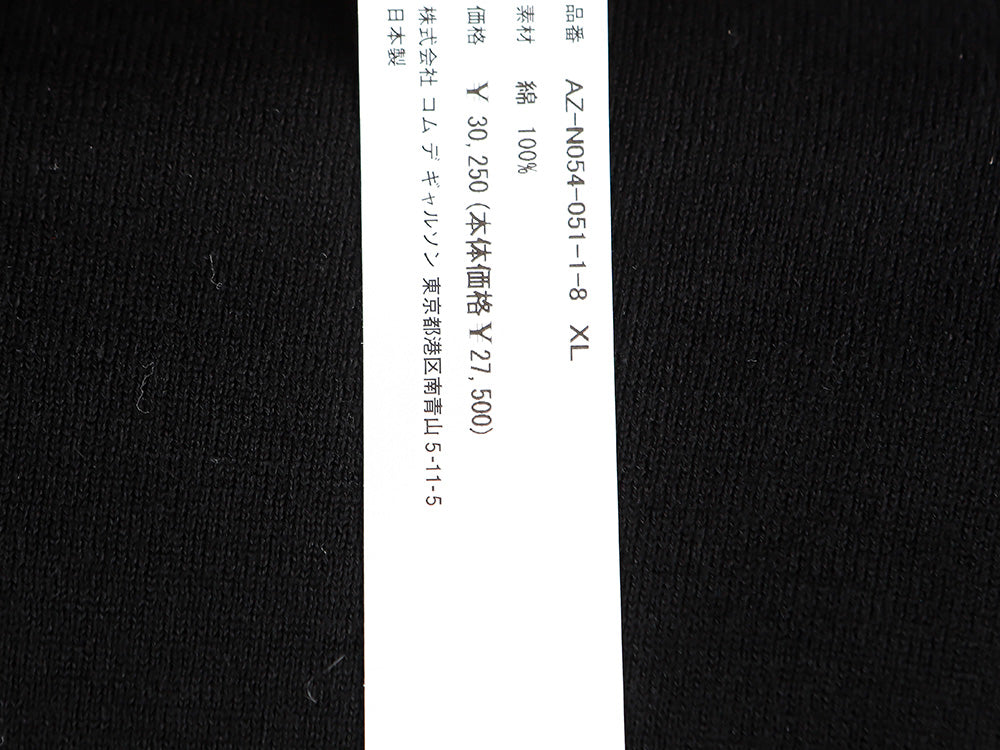 品番 AZ-N054-051-1-8 XL
素材 綿 100%
価格 ¥ 30,250 (本体価格 ¥ 27,500)
株式会社 コム デ ギャルソン 東京都港区南青山 5-11-5
日本製